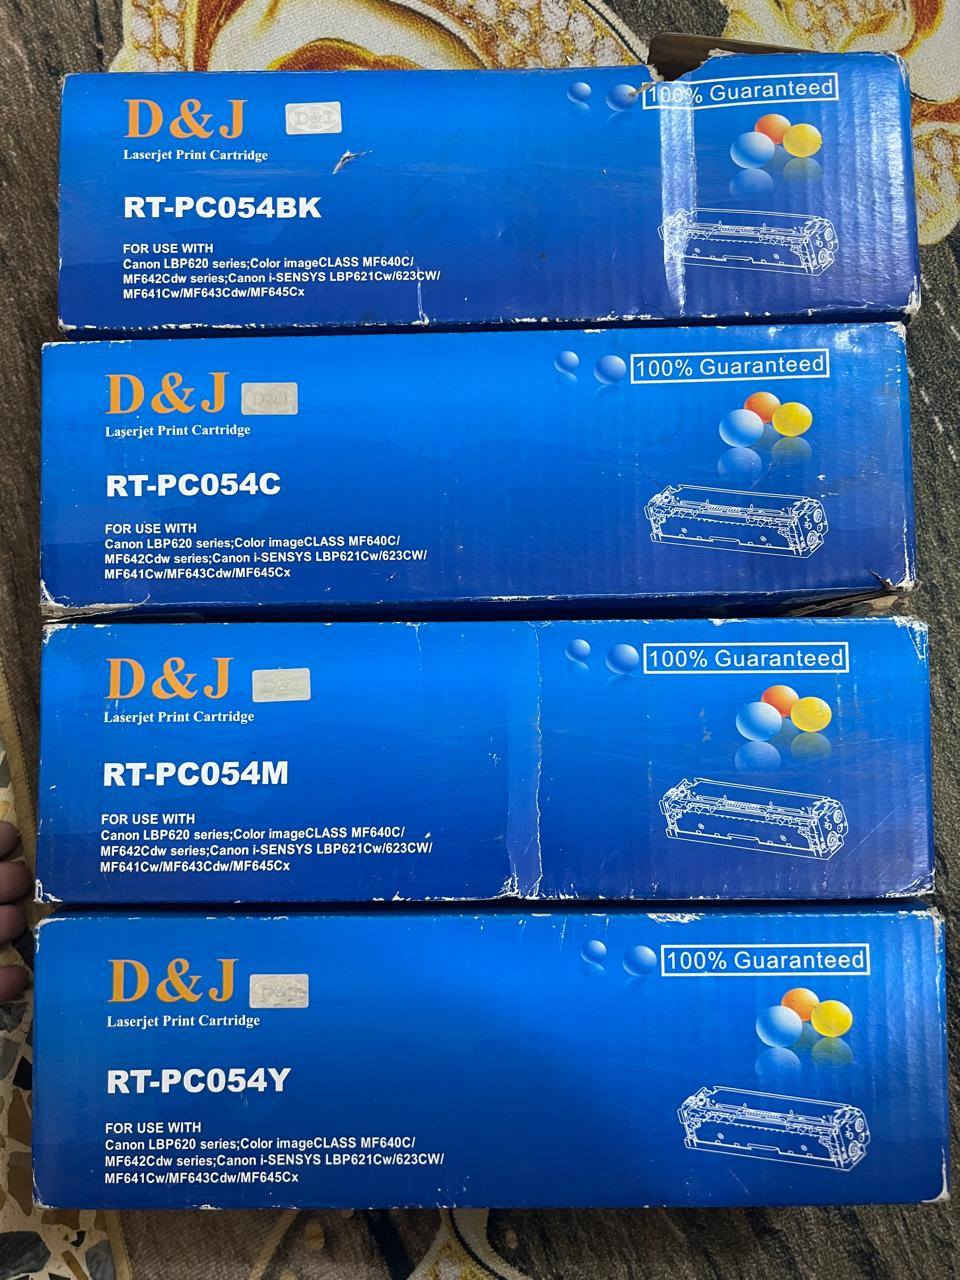 D&J
100% Guaranteed
Laserjet Print Cartridge
RT-PC054BK
FOR USE WITH
Canon LBP620 series;Color imageCLASS MF640C/
MF642Cdw series;Canon i-SENSYS LBP621Cw/623CW/
MF641Cw/MF643Cdw/MF645Cx
D&J
100% Guaranteed
Laserjet Print Cartridge
RT-PC054C
FOR USE WITH
Canon LBP620 series;Color imageCLASS MF640C/
MF642Cdw series;Canon i-SENSYS LBP621Cw/623CW/
MF641Cw/MF643Cdw/MF645Cx
D&J
100% Guaranteed
Laserjet Print Cartridge
RT-PC054M
FOR USE WITH
Canon LBP620 series;Color imageCLASS MF640C/
MF642Cdw series;Canon i-SENSYS LBP621Cw/623CW/
MF641Cw/MF643Cdw/MF645Cx
D&J
100% Guaranteed
Laserjet Print Cartridge
RT-PC054Y
FOR USE WITH
Canon LBP620 series;Color imageCLASS MF640C/
MF642Cdw series;Canon i-SENSYS LBP621Cw/623CW/
MF641Cw/MF643Cdw/MF645Cx